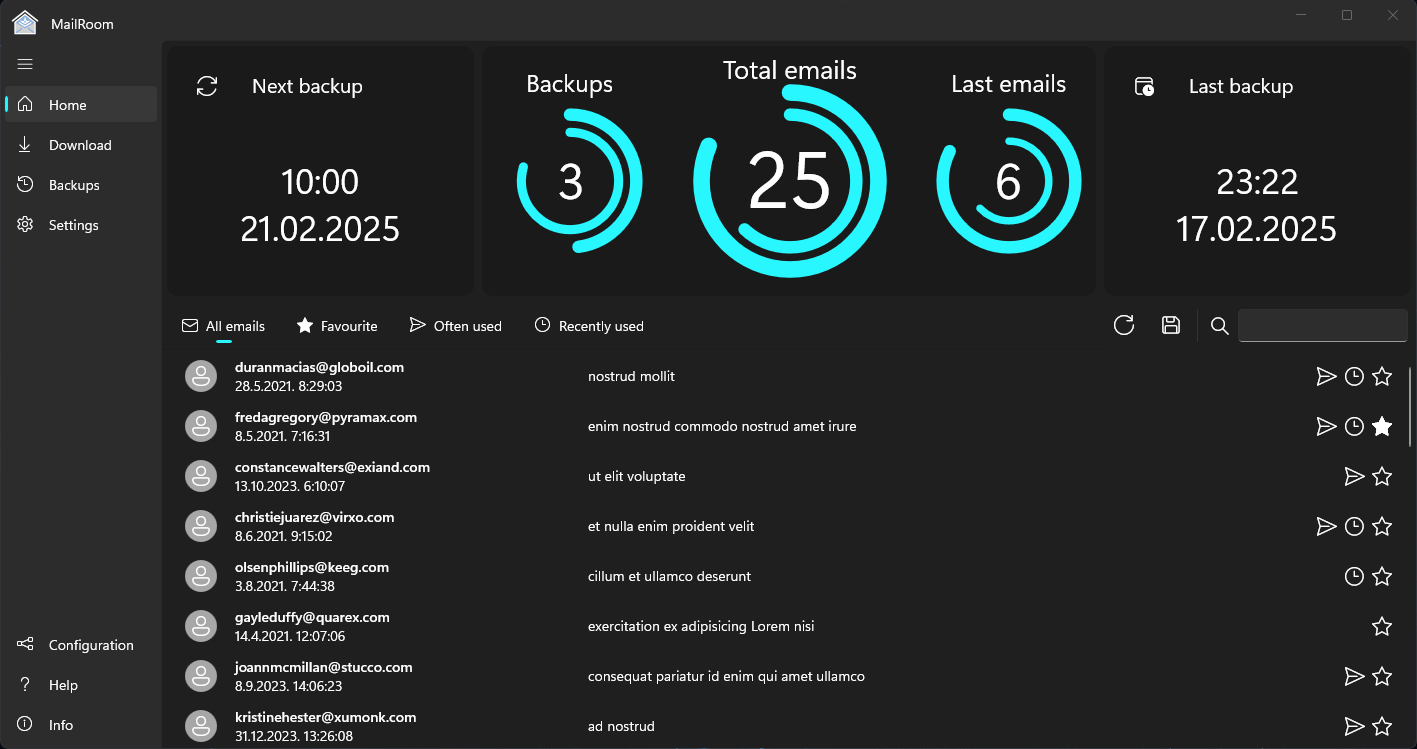 MailRoom
Home
Download
Backups
Settings
Configuration
? Help
Info
Next backup
10:00
21.02.2025
Backups
3
Total emails
25
Last emails
6
Last backup
23:22
17.02.2025
All emails
Favourite
Often used
Recently used
duranmacias@globoil.com
28.5.2021. 8:29:03
nostrud mollit
fredagregory@pyramax.com
8.5.2021. 7:16:31
enim nostrud commodo nostrud amet irure
constancewalters@exiand.com
13.10.2023. 6:10:07
ut elit voluptate
christiejuarez@virxo.com
8.6.2021. 9:15:02
et nulla enim proident velit
olsenphillips@keeg.com
3.8.2021. 7:44:38
cillum et ullamco deserunt
gayleduffy@quarex.com
14.4.2021. 12:07:06
exercitation ex adipisicing Lorem nisi
joannmcmillan@stucco.com
8.9.2023. 14:06:23
consequat pariatur id enim qui amet ullamco
kristinehester@xumonk.com
31.12.2023. 13:26:08
ad nostrud